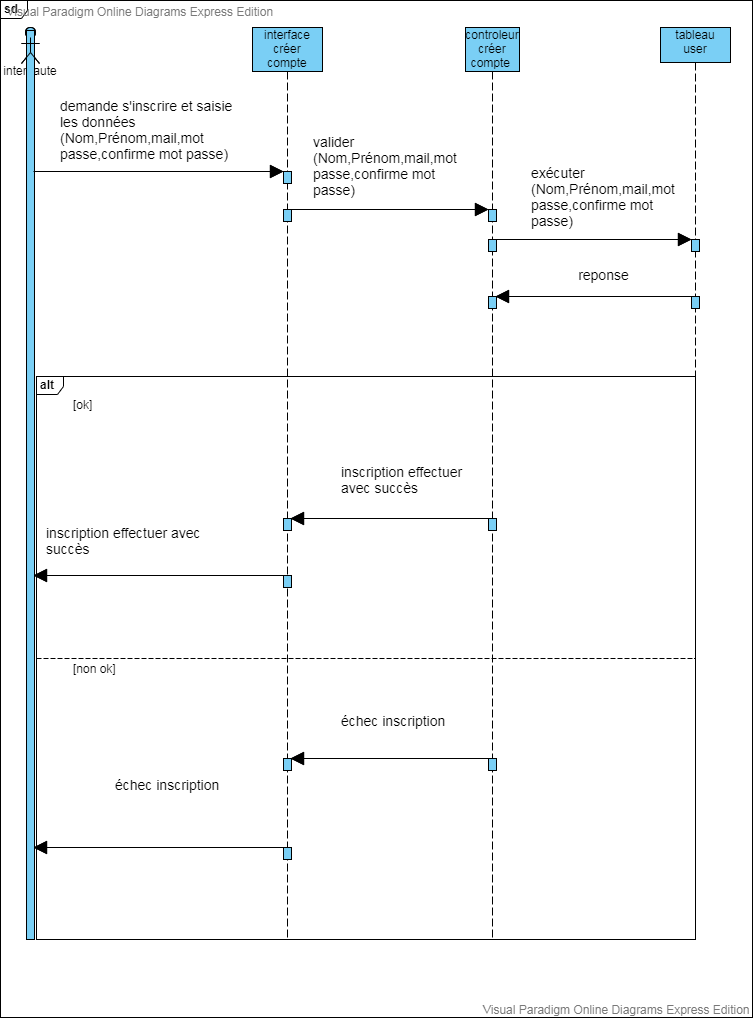 sd
Visual Paradigm Online Diagrams Express Edition
internaute
interface
créer
compte
controleur
créer
compte
tableau
user
demande s'inscrire et saisie
les données
(Nom,Prénom,mail,mot
passe,confirme mot passe)
valider
(Nom,Prénom,mail,mot
passe,confirme mot
passe)
exécuter
(Nom,Prénom,mail,mot
passe,confirme mot
passe)
reponse
alt
[ok]
inscription effectuer
avec succès
inscription effectuer avec
succès
[non ok]
échec inscription
échec inscription
Visual Paradigm Online Diagrams Express Edition